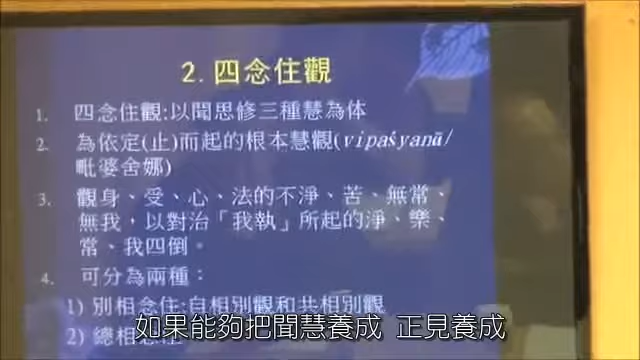 2. 四念住觀
1. 四念住觀:以聞思修三種慧為体
2. 為依定(止)而起的根本慧觀(vipaśyanā/
毗婆舍娜)
3. 觀身、受、心、法的不淨、苦、無常、
無我，以對治「我執」所起的淨、樂、
常、我四倒。
4. 可分為兩種：
1) 別相念住:自相別觀和共相別觀
2) 總相念住
如果能夠把聞慧養成 正見養成